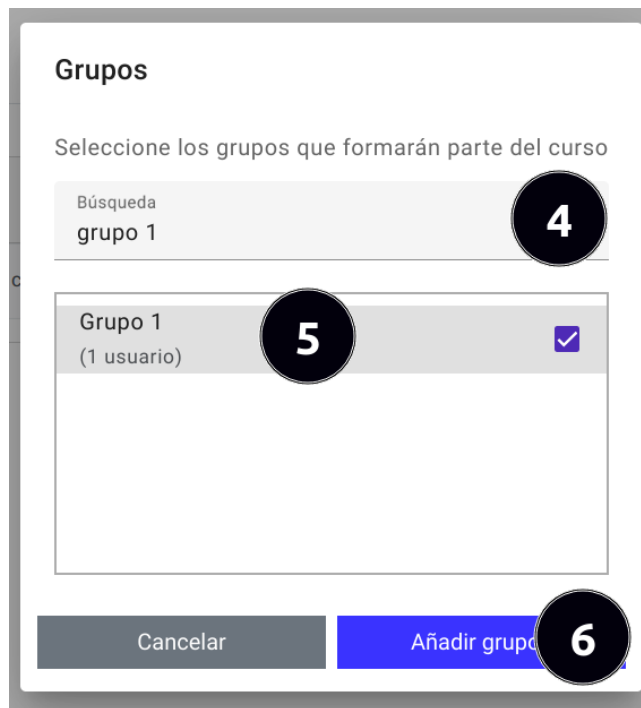 Grupos
Seleccione los grupos que formarán parte del curso
Búsqueda
grupo 1
4
c
Grupo 1
(1 usuario)
5
Cancelar
Añadir grupo
6